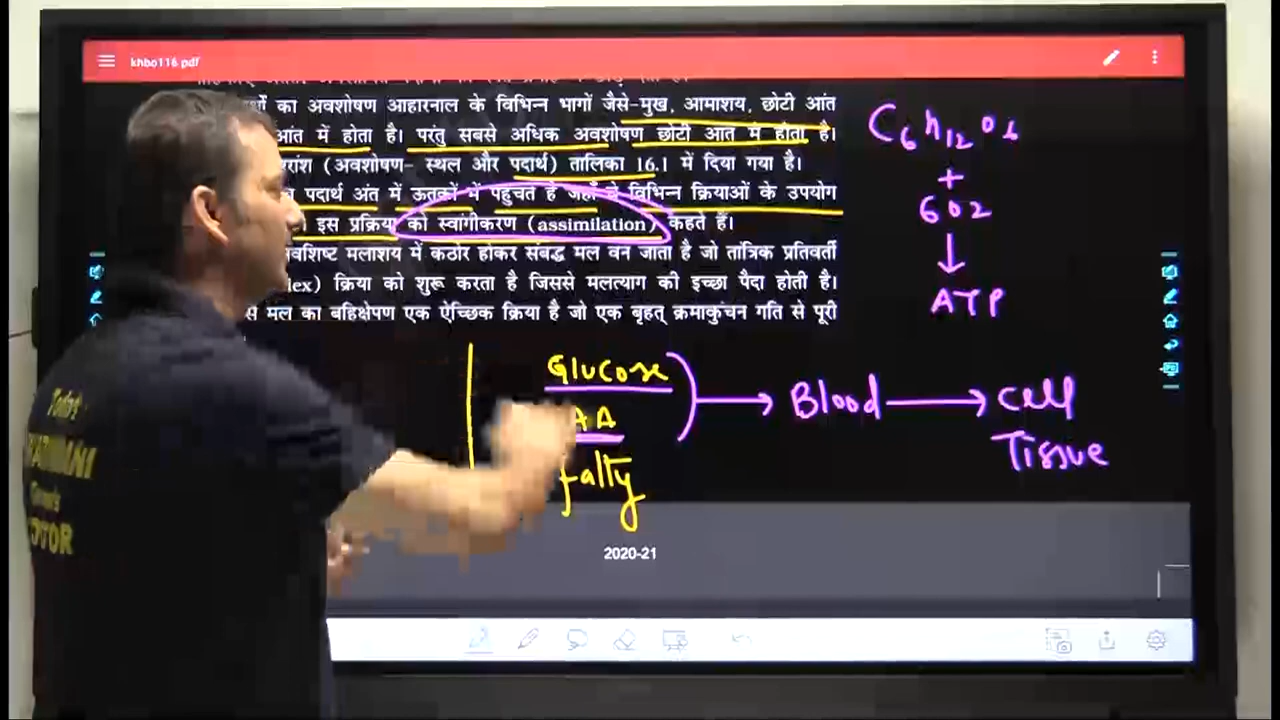 khbo116.pdf
का अवशोषण आहारनाल के विभिन्न भागों जैसे-मुख, आमाशय, छोटी आंत
आंत में होता है। परंतु सबसे अधिक अवशोषण छोटी आंत में होता है।
(अवशोषण- स्थल और पदार्थ) तालिका 16.1 में दिया गया है।
पदार्थ अंत में ऊतकों में पहुंचते हैं जहाँ वे विभिन्न क्रियाओं के उपयोग
इस प्रक्रिया को स्वांगीकरण (assimilation) कहते हैं।
मलाशय में कठोर होकर संबद्ध मल बन जाता है जो तांत्रिक प्रतिवर्ती
lex) क्रिया को शुरू करता है जिससे मलत्याग की इच्छा पैदा होती है।
मल का बहिक्षेपण एक ऐच्छिक क्रिया है जो एक बृहत् क्रमाकुंचन गति से पूरी
C6H12O6
+
6O2
↓
ATP
Glucose
AA
fatty
→ Blood → Cell
Tissue
2020-21